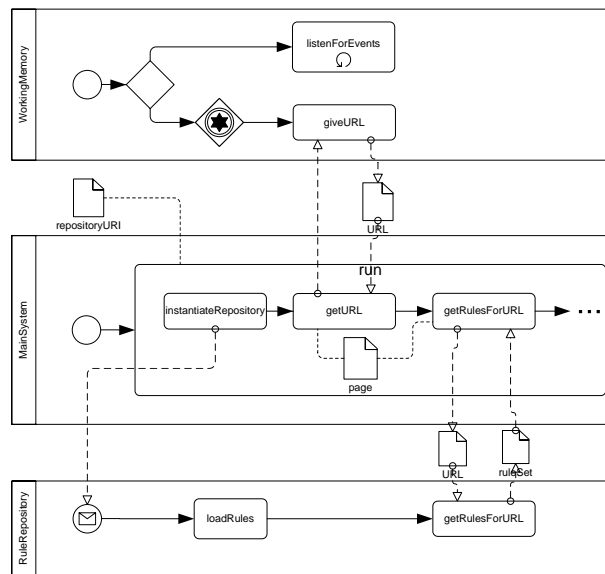 WorkingMemory
listenForEvents
giveURL
repositoryURI
URL
MainSystem
run
instantiateRepository
getURL
getRulesForURL
...
page
URL
ruleSet
RuleRepository
loadRules
getRulesForURL